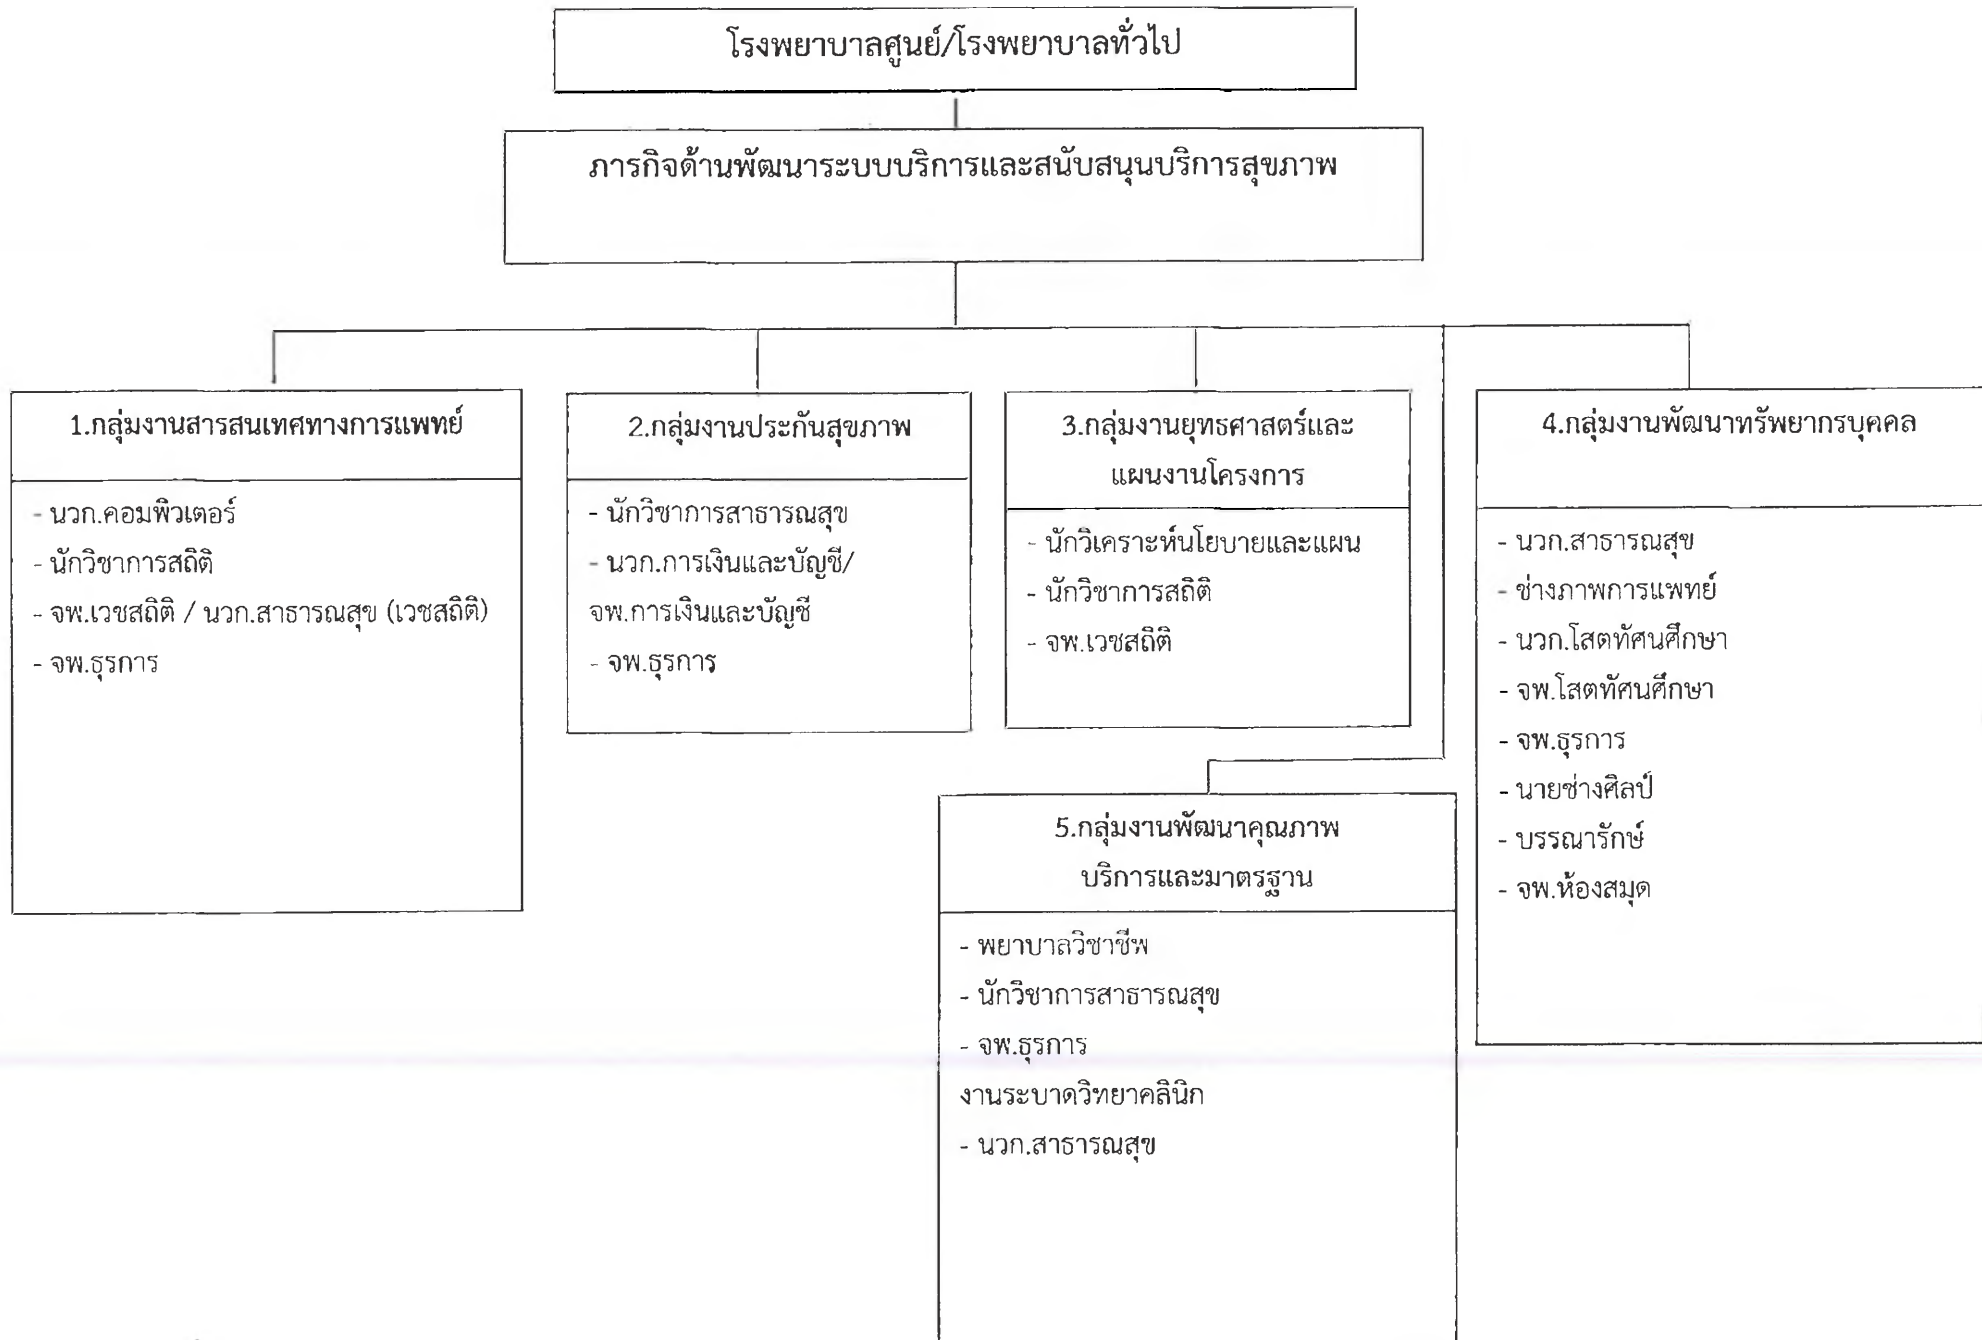 โรงพยาบาลศูนย์/โรงพยาบาลทั่วไป
ภารกิจด้านพัฒนาระบบบริการและสนับสนุนบริการสุขภาพ
1.กลุ่มงานสารสนเทศทางการแพทย์
- นวก.คอมพิวเตอร์
- นักวิชาการสถิติ
- จพ.เวชสถิติ / นวก.สาธารณสุข (เวชสถิติ)
- จพ.ธุรการ
2.กลุ่มงานประกันสุขภาพ
- นักวิชาการสาธารณสุข
- นวก.การเงินและบัญชี/
จพ.การเงินและบัญชี
- จพ.ธุรการ
3.กลุ่มงานยุทธศาสตร์และ
แผนงานโครงการ
- นักวิเคราะห์นโยบายและแผน
- นักวิชาการสถิติ
- จพ.เวชสถิติ
4.กลุ่มงานพัฒนาทรัพยากรบุคคล
- นวก.สาธารณสุข
- ช่างภาพการแพทย์
- นวก.โสตทัศนศึกษา
- จพ.โสตทัศนศึกษา
- จพ.ธุรการ
- นายช่างศิลป์
- บรรณารักษ์
- จพ.ห้องสมุด
5.กลุ่มงานพัฒนาคุณภาพ
บริการและมาตรฐาน
- พยาบาลวิชาชีพ
- นักวิชาการสาธารณสุข
- จพ.ธุรการ
งานระบาดวิทยาคลินิก
- นวก.สาธารณสุข